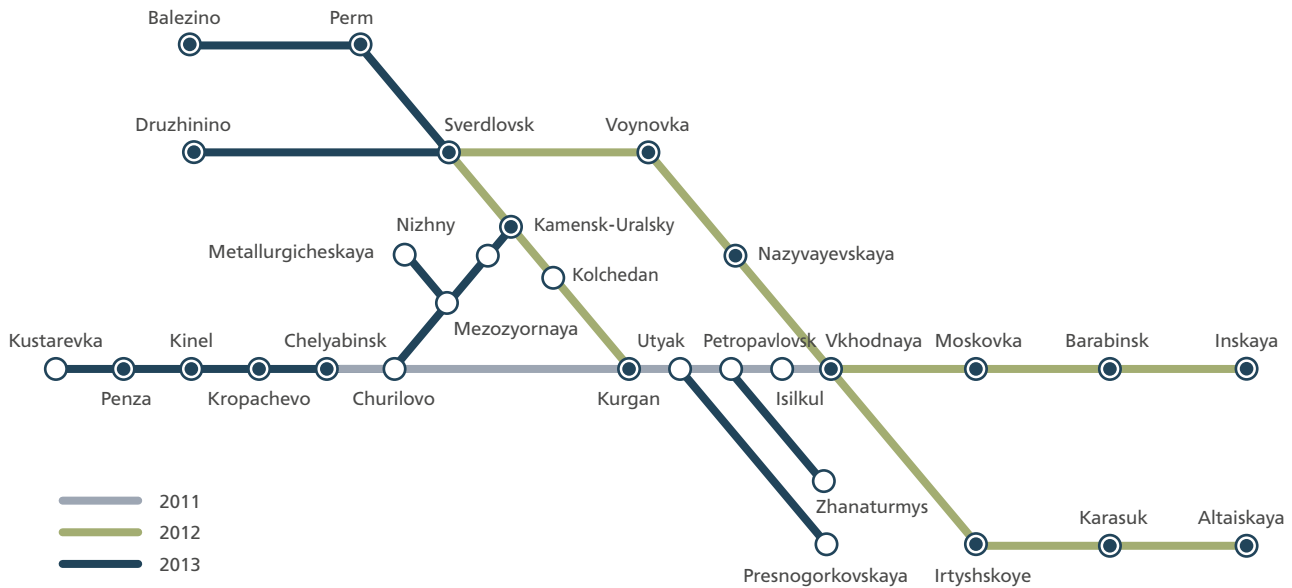 Balezino
Perm
Druzhinino
Sverdlovsk
Voynovka
Nizhny
Kamensk-Uralsky
Metallurgicheskaya
Nazyvayevskaya
Kolchedan
Mezozyornaya
Kustarevka
Kinel
Chelyabinsk
Utyak
Petropavlovsk
Vkhodnaya
Moskovka
Barabinsk
Inskaya
Penza
Kropachevo
Churilovo
Kurgan
Isilkul
2011
2012
2013
Zhanaturmys
Karasuk
Altaiskaya
Presnogorkovskaya
Irtyshskoye